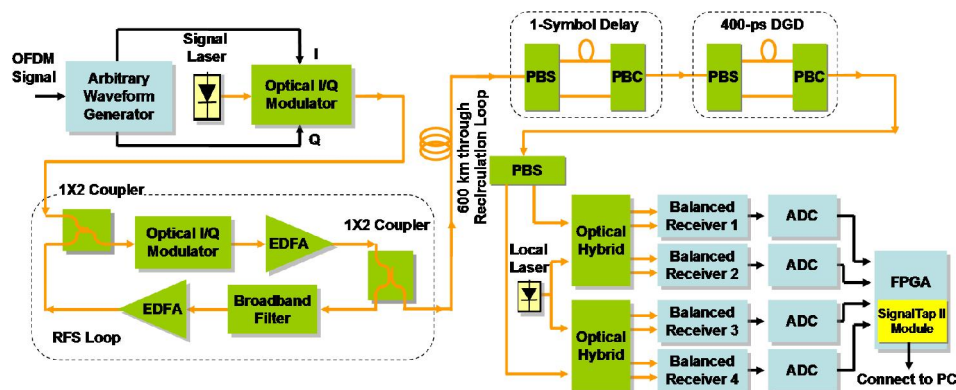 1-Symbol Delay
400-ps DGD
OFDM
Signal
Arbitrary
Waveform
Generator
Signal
Laser
I
Q
Optical I/Q
Modulator
PBS
PBC
PBS
PBC
600 km through
Recirculation Loop
PBS
1X2 Coupler
Optical I/Q
Modulator
EDFA
1X2 Coupler
EDFA
Broadband
Filter
RFS Loop
Local
Laser
Optical
Hybrid
Optical
Hybrid
Balanced
Receiver 1
ADC
Balanced
Receiver 2
ADC
Balanced
Receiver 3
ADC
Balanced
Receiver 4
ADC
FPGA
SignalTap II
Module
Connect to PC